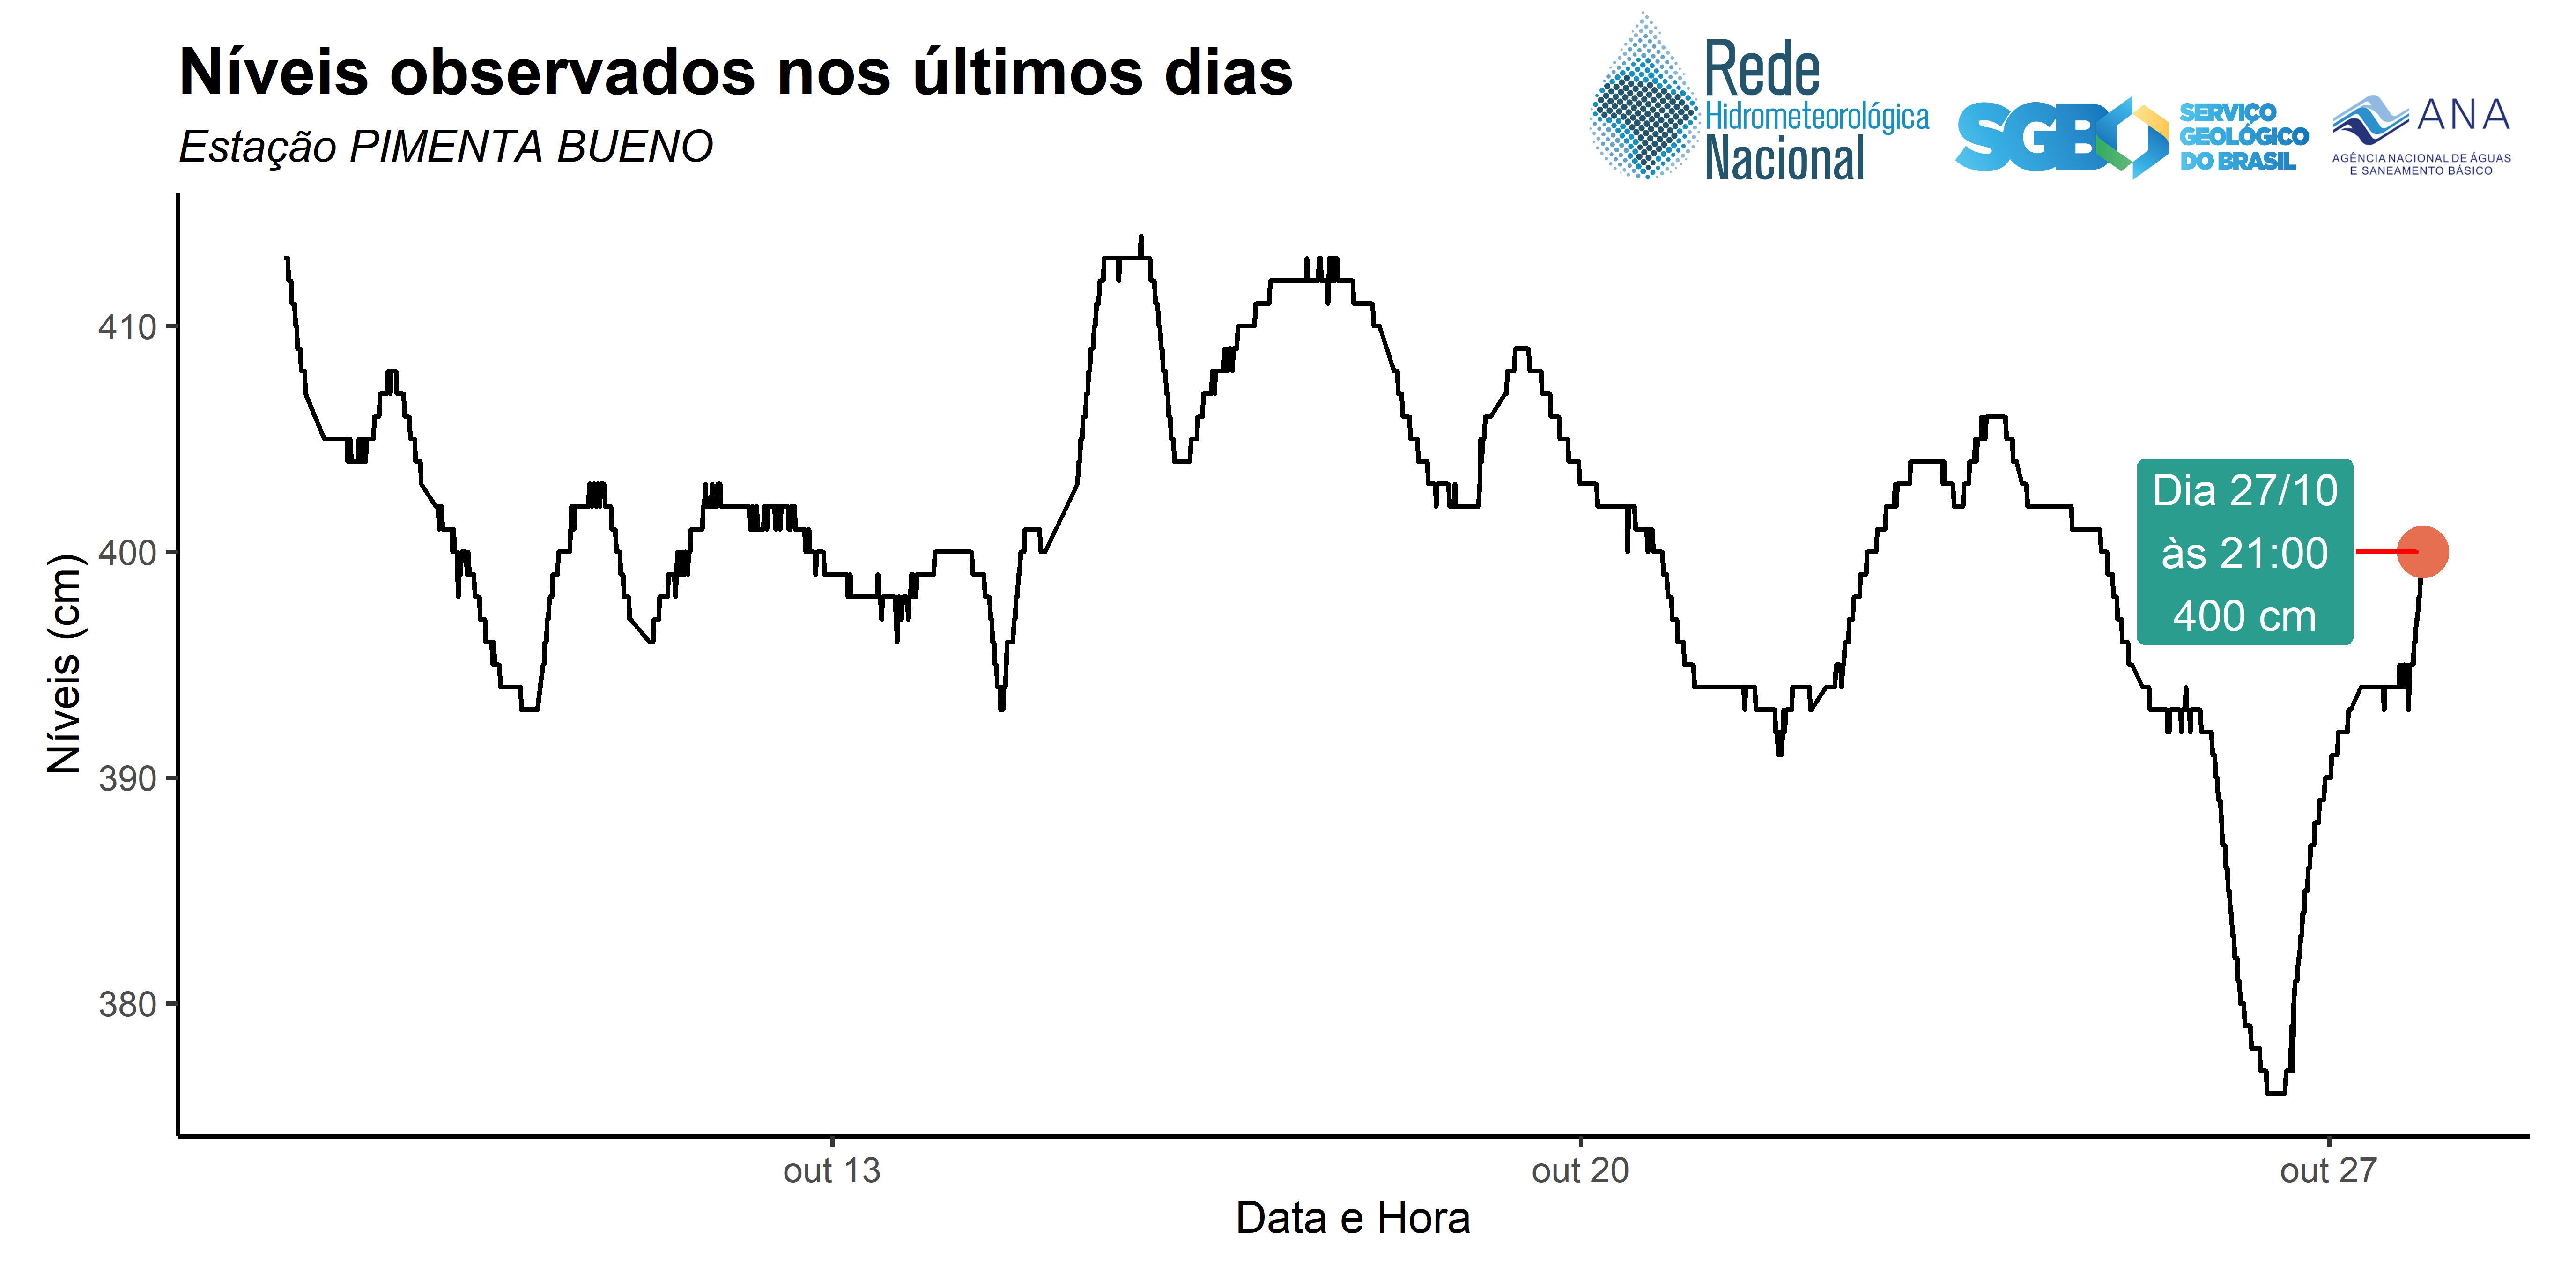 Níveis observados nos últimos dias
Estação PIMENTA BUENO
Rede
Hidrometeorológica
Nacional
SGB
SERVIÇO
GEOLÓGICO
DO BRASIL
ANA
AGÊNCIA NACIONAL DE ÁGUAS
E SANEAMENTO BÁSICO
Níveis (cm)
410
400
390
380
Dia 27/10
às 21:00
400 cm
out 13
out 20
out 27
Data e Hora